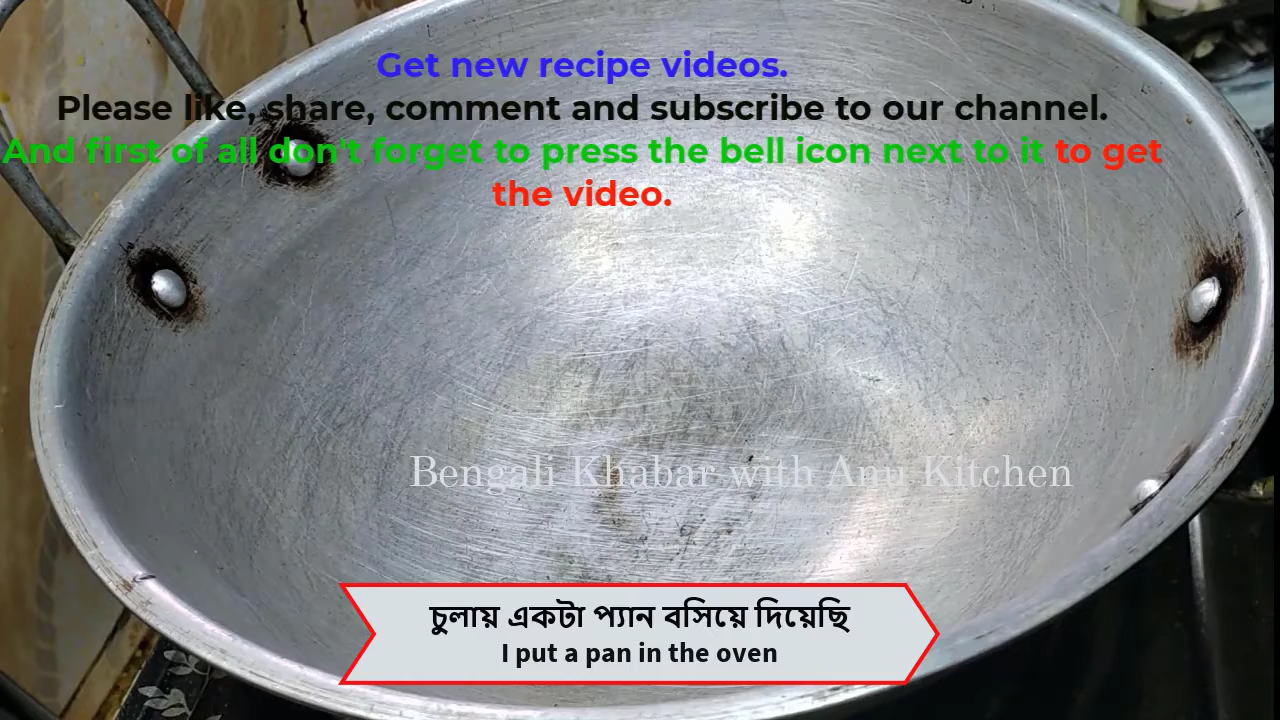 Get new recipe videos.
Please like, share, comment and subscribe to our channel.
And first of all don't forget to press the bell icon next to it to get
the video.
Bengali Khabar with Anu Kitchen
চুলায় একটা প্যান বসিয়ে দিয়েছি
I put a pan in the oven